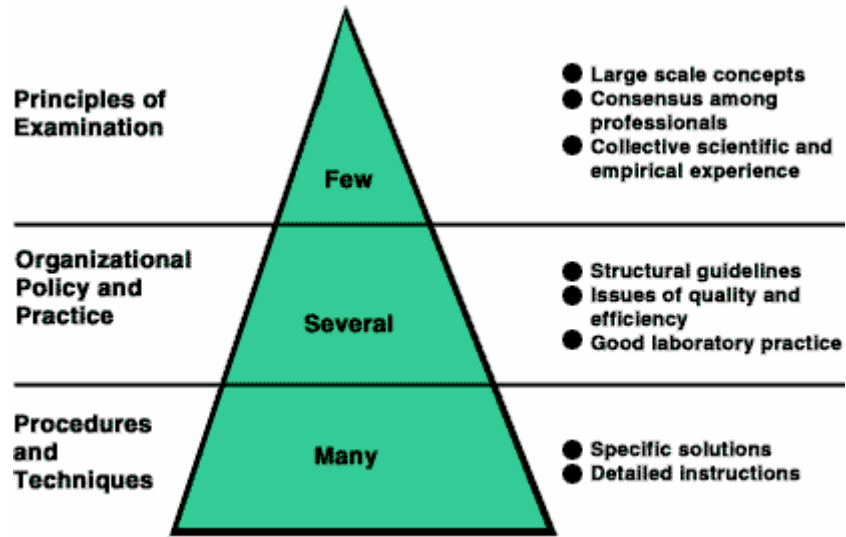 Principles of
Examination
Few
Large scale concepts
Consensus among
professionals
Collective scientific and
empirical experience
Organizational
Policy and
Practice
Several
Structural guidelines
Issues of quality and
efficiency
Good laboratory practice
Procedures
and
Techniques
Many
Specific solutions
Detailed instructions